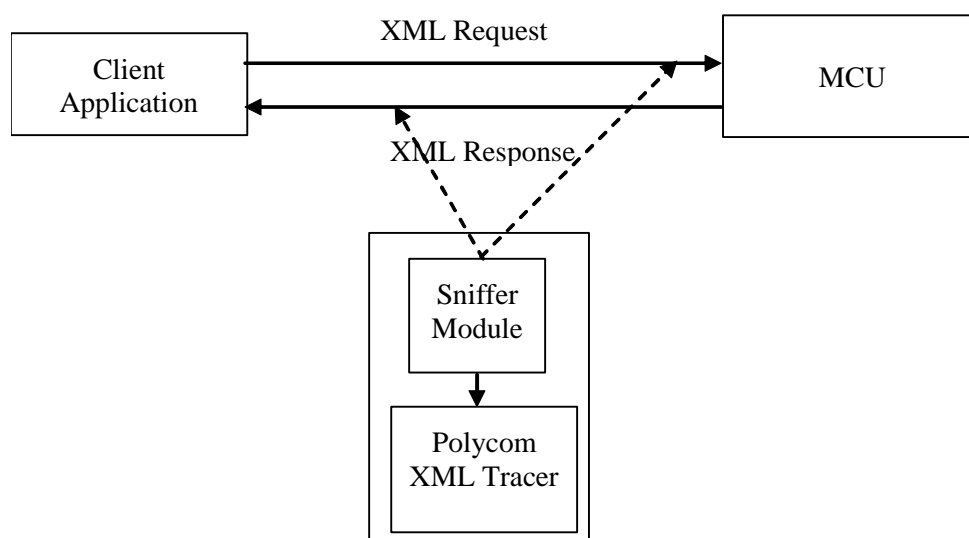 XML Request
Client
Application
MCU
XML Response
Sniffer
Module
Polycom
XML Tracer